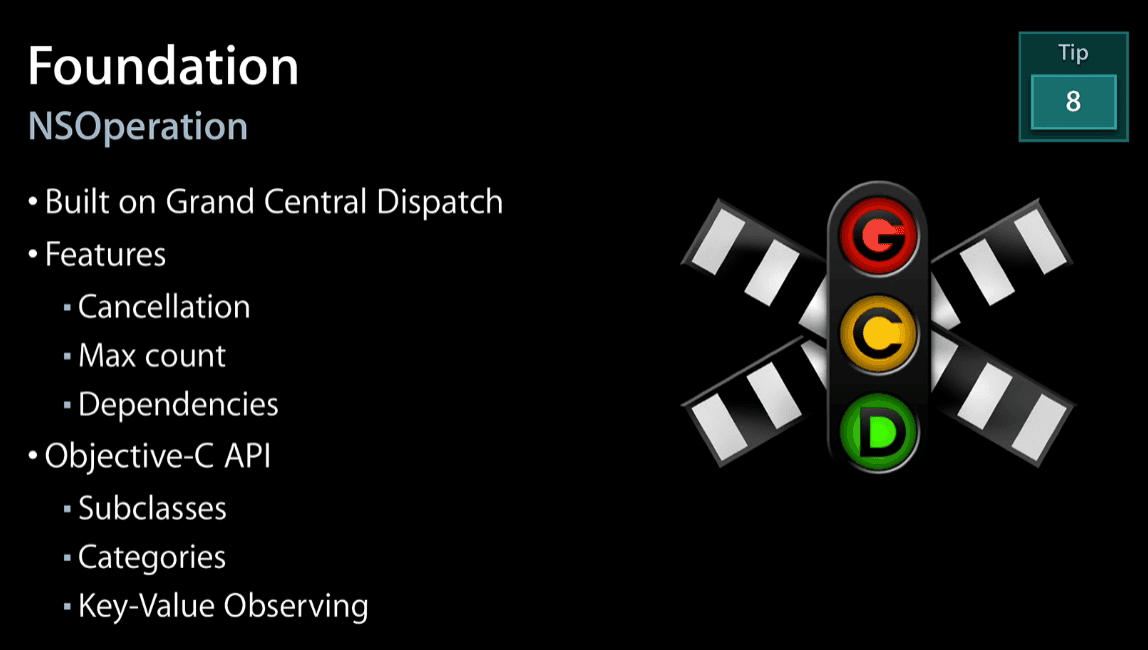 Foundation
NSOperation
Tip
8
• Built on Grand Central Dispatch
• Features
▪ Cancellation
▪ Max count
▪ Dependencies
• Objective-C API
▪ Subclasses
▪ Categories
▪ Key-Value Observing
G
C
D